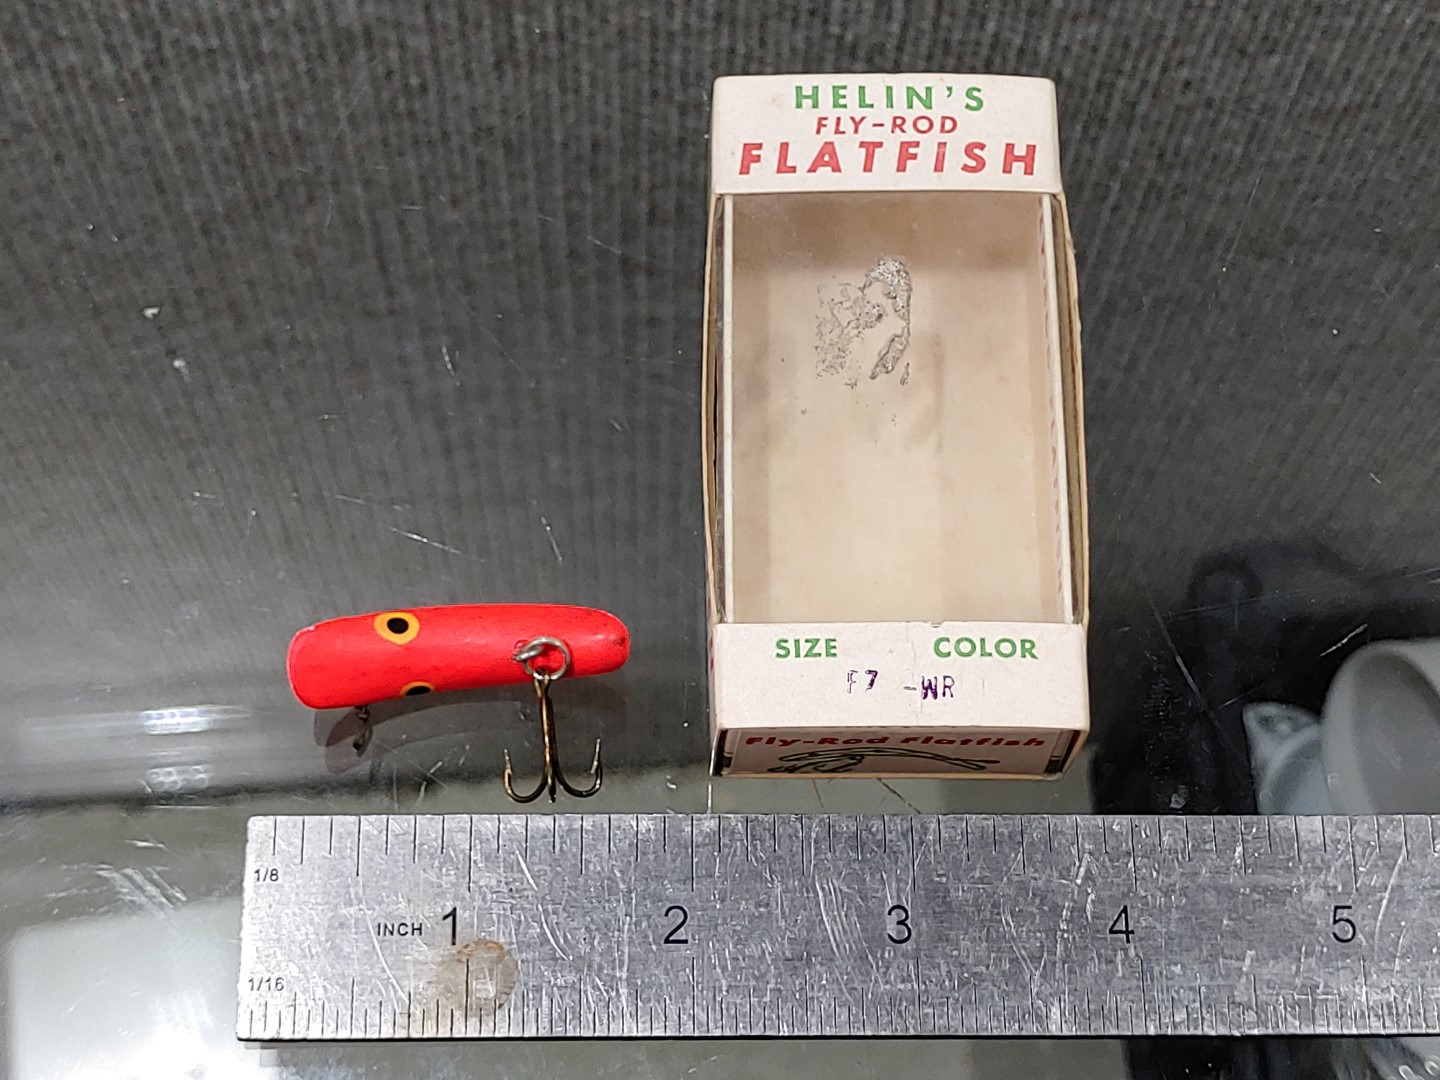 HELIN'S
FLY-ROD
FLATFISH
SIZE COLOR
F7 -WR
Fly-Rod Flatfish
1/8
INCH 1 2 3 4 5
1/16